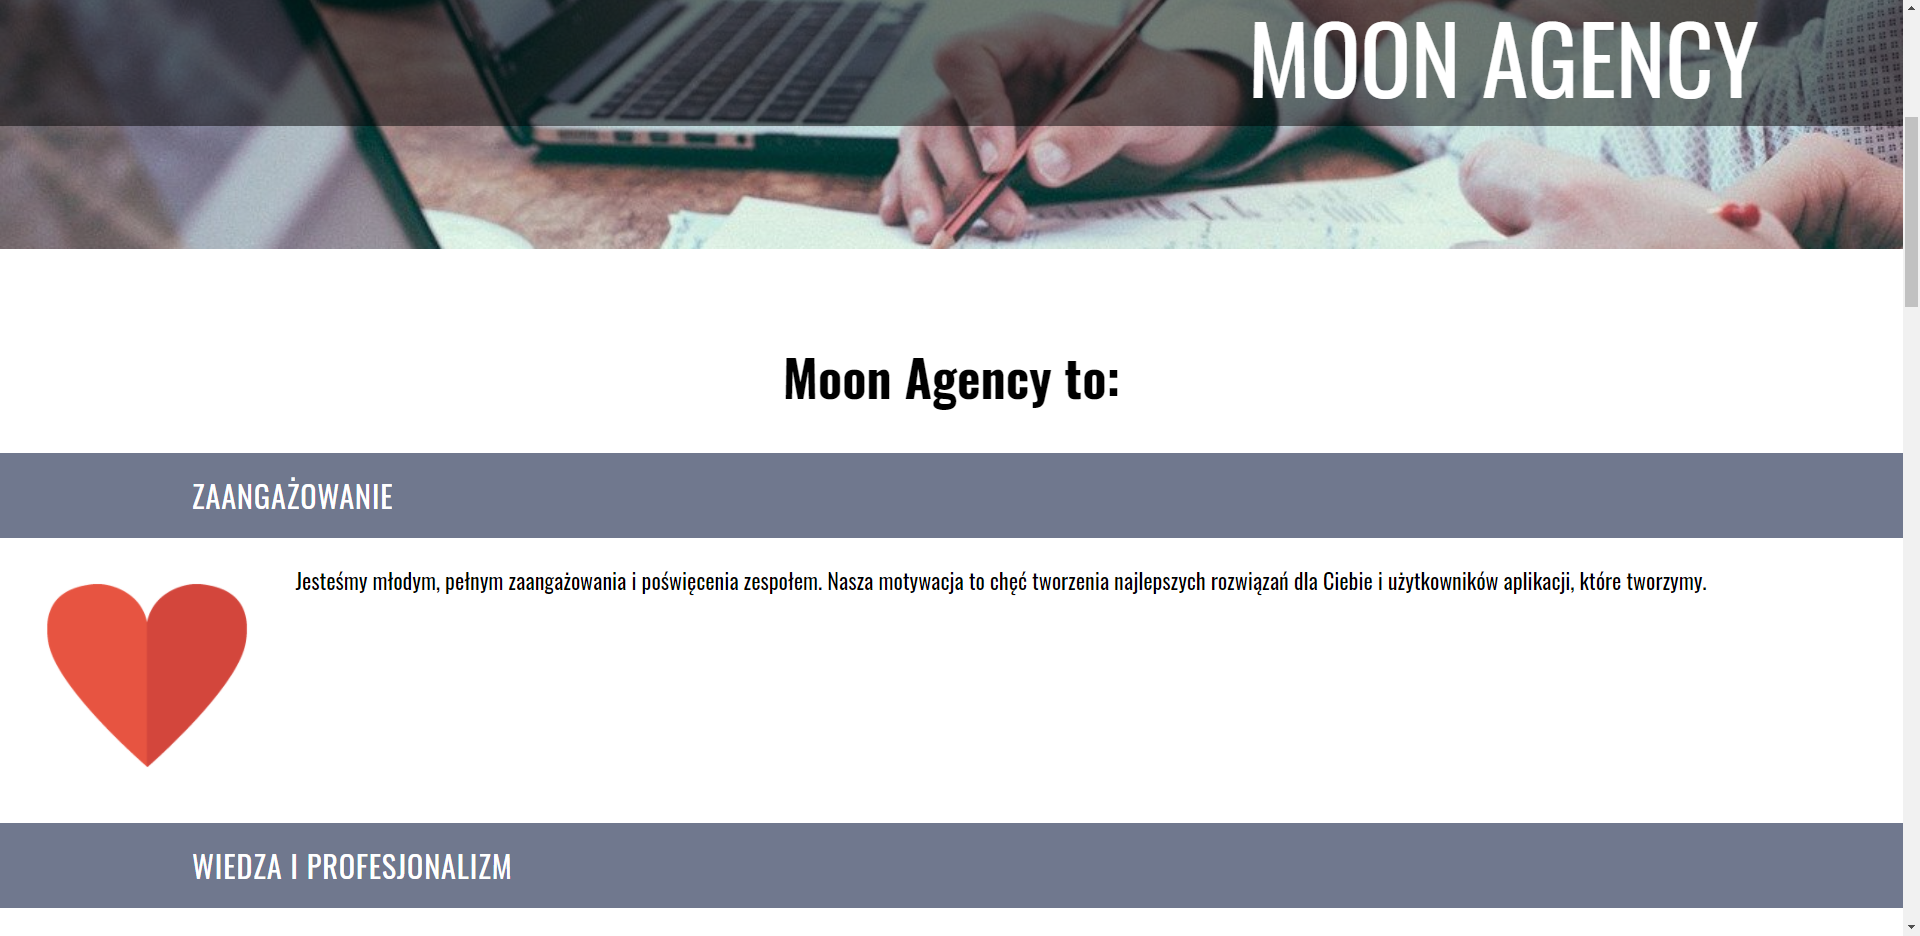 MOON AGENCY
Moon Agency to:
ZAANGAŻOWANIE
Jesteśmy młodym, pełnym zaangażowania i poświęcenia zespołem. Nasza motywacja to chęć tworzenia najlepszych rozwiązań dla Ciebie i użytkowników aplikacji, które tworzymy.
WIEDZA I PROFESJONALIZM